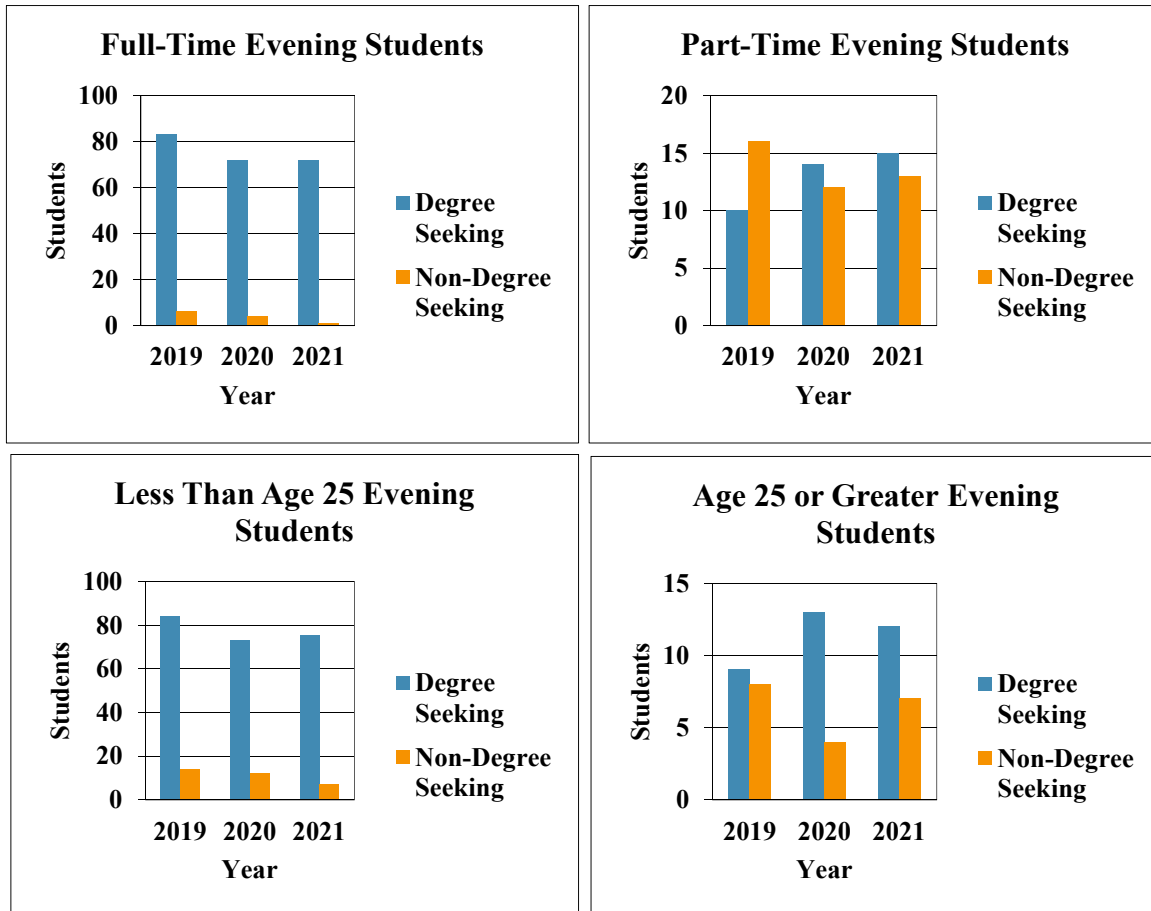 Full-Time Evening Students
100
80
60
40
20
0
Students
2019 2020 2021
Year
Degree
Seeking
Non-Degree
Seeking
Part-Time Evening Students
20
15
10
5
0
Students
2019 2020 2021
Year
Degree
Seeking
Non-Degree
Seeking
Less Than Age 25 Evening
Students
100
80
60
40
20
0
Students
2019 2020 2021
Year
Degree
Seeking
Non-Degree
Seeking
Age 25 or Greater Evening
Students
15
10
5
0
Students
2019 2020 2021
Year
Degree
Seeking
Non-Degree
Seeking